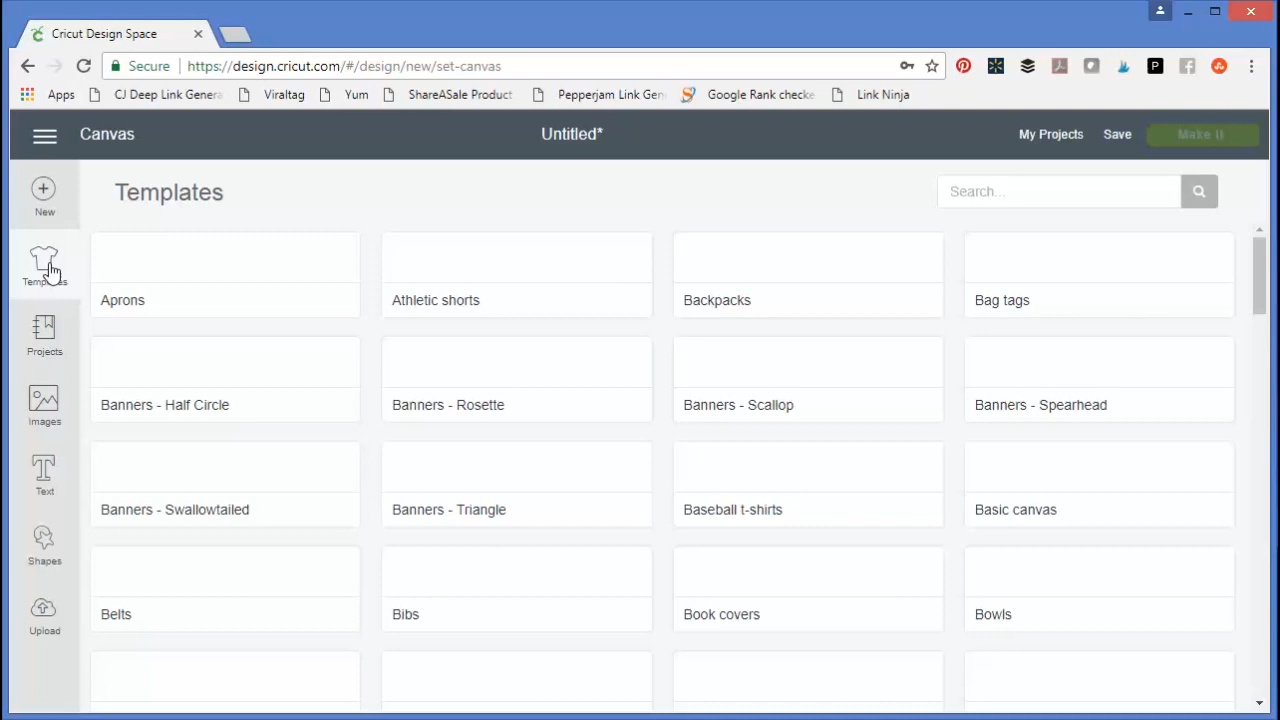 Cricut Design Space
Secure https://design.cricut.com/#/design/new/set-canvas
Apps CJ Deep Link Genera Viraltag Yum ShareASale Product Pepperjam Link Gen Google Rank checke Link Ninja
Canvas Untitled* My Projects Save Make It
New
Templates
Search...
Templates
Projects
Images
Text
Shapes
Upload
Aprons Athletic shorts Backpacks Bag tags
Banners - Half Circle Banners - Rosette Banners - Scallop Banners - Spearhead
Banners - Swallowtailed Banners - Triangle Baseball t-shirts Basic canvas
Belts Bibs Book covers Bowls